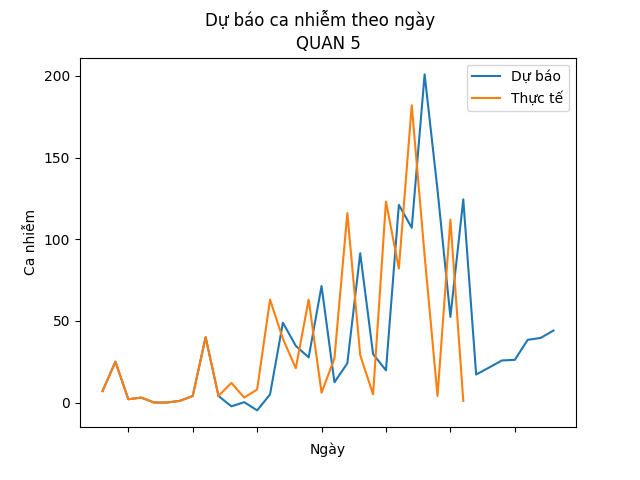 Dự báo ca nhiễm theo ngày
QUAN 5
Dự báo
Thực tế
200
150
100
50
0
Ca nhiễm
Ngày